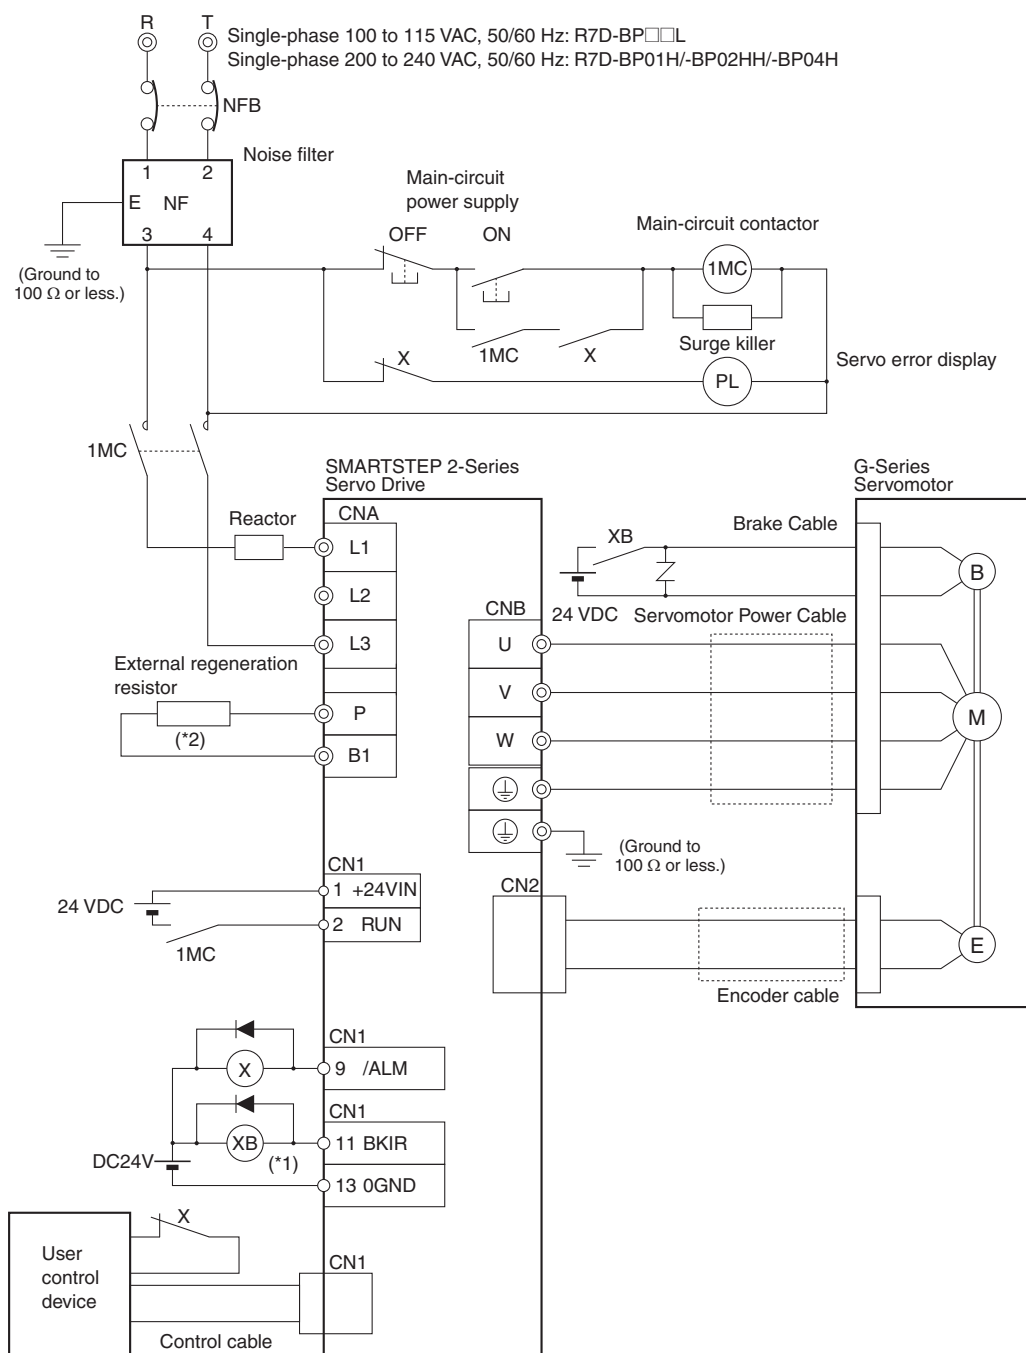 R T
Single-phase 100 to 115 VAC, 50/60 Hz: R7D-BP□□L
Single-phase 200 to 240 VAC, 50/60 Hz: R7D-BP01H/-BP02HH/-BP04H
NFB
Noise filter
1 2
E NF
3 4
(Ground to
100 Ω or less.)
Main-circuit
power supply
OFF ON
Main-circuit contactor
1MC
Surge killer
1MC X
X
PL
Servo error display
1MC
SMARTSTEP 2-Series
Servo Drive
G-Series
Servomotor
CNA
Reactor
L1
L2
L3
External regeneration
resistor
(*2)
P
B1
XB
Brake Cable
B
24 VDC
Servomotor Power Cable
CNB
U
V
W
M
(Ground to
100 Ω or less.)
CN1
24 VDC
1 +24VIN
2 RUN
1MC
CN2
E
Encoder cable
CN1
X
9 /ALM
CN1
XB
(*1)
11 BKIR
DC24V
13 0GND
X
User
control
device
CN1
Control cable